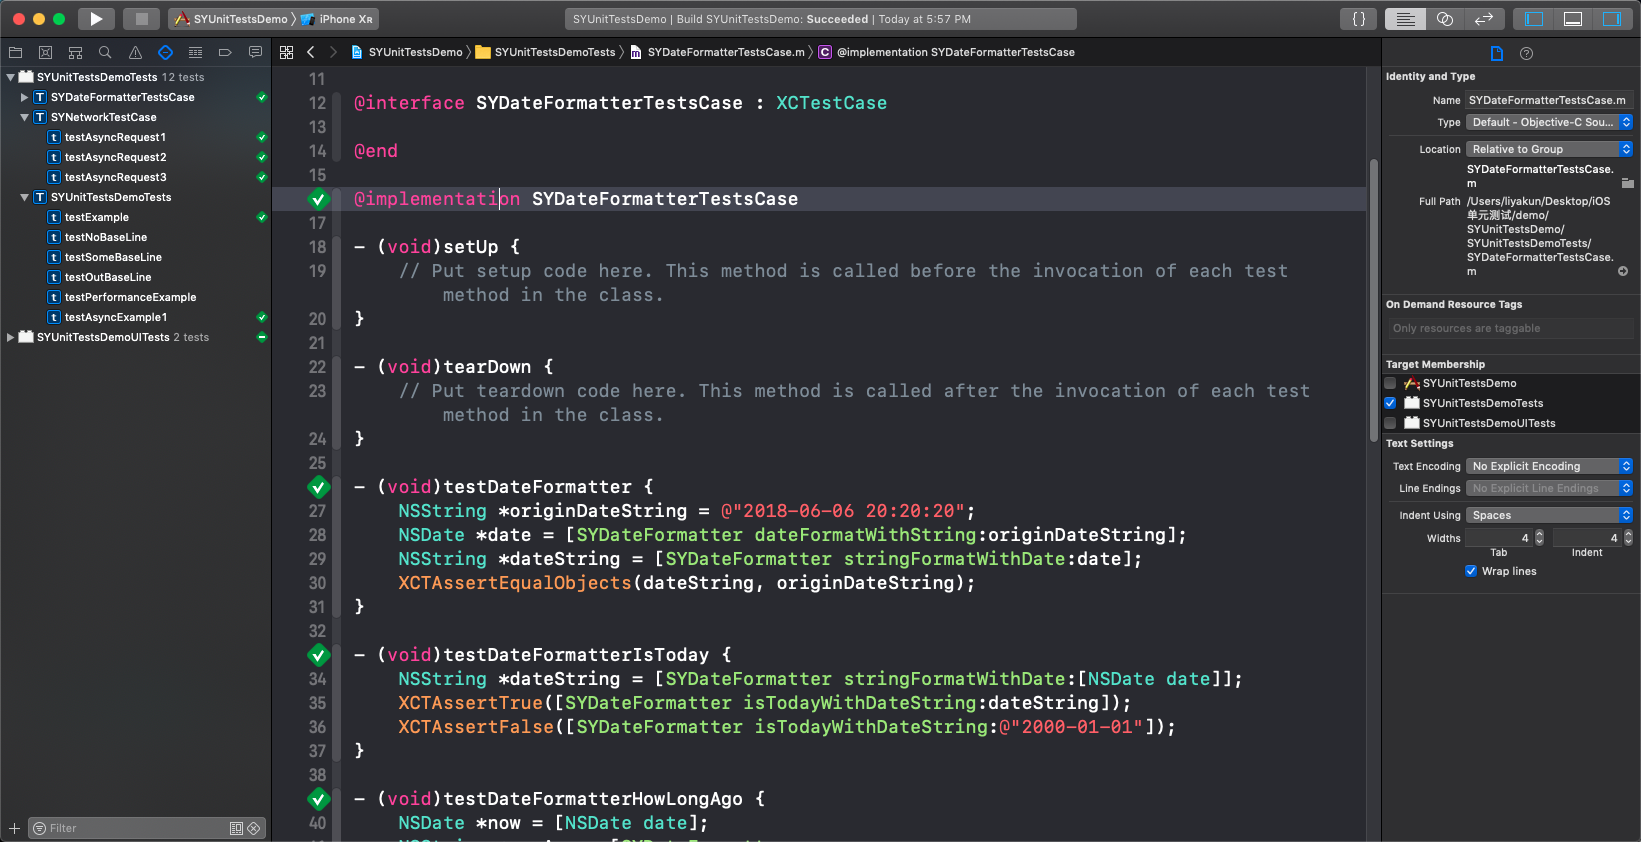 SYUnitTestsDemo iPhone XR
SYUnitTestsDemo | Build SYUnitTestsDemo: Succeeded | Today at 5:57 PM
{ }
SYUnitTestsDemo SYUnitTestsDemoTests SYDateFormatterTestsCase.m @implementation SYDateFormatterTestsCase
SYUnitTestsDemoTests 12 tests
SYDateFormatterTestsCase
SYNetworkTestCase
testAsyncRequest1
testAsyncRequest2
testAsyncRequest3
SYUnitTestsDemoTests
testExample
testNoBaseLine
testSomeBaseLine
testOutBaseLine
testPerformanceExample
testAsyncExample1
SYUnitTestsDemoUITests 2 tests
Filter
11
12 @interface SYDateFormatterTestsCase : XCTestCase
13
14 @end
15
@implementation SYDateFormatterTestsCase
17
18 - (void)setUp {
19 // Put setup code here. This method is called before the invocation of each test
method in the class.
20 }
21
22 - (void)tearDown {
23 // Put teardown code here. This method is called after the invocation of each test
method in the class.
24 }
25
- (void)testDateFormatter {
27 NSString *originDateString = @"2018-06-06 20:20:20";
28 NSDate *date = [SYDateFormatter dateFormatWithString:originDateString];
29 NSString *dateString = [SYDateFormatter stringFormatWithDate:date];
30 XCTAssertEqualObjects(dateString, originDateString);
31 }
32
- (void)testDateFormatterIsToday {
34 NSString *dateString = [SYDateFormatter stringFormatWithDate:[NSDate date]];
35 XCTAssertTrue([SYDateFormatter isTodayWithDateString:dateString]);
36 XCTAssertFalse([SYDateFormatter isTodayWithDateString:@"2000-01-01"]);
37 }
38
- (void)testDateFormatterHowLongAgo {
40 NSDate *now = [NSDate date];
Identity and Type
Name SYDateFormatterTestsCase.m
Type Default - Objective-C Sou...
Location Relative to Group
SYDateFormatterTestsCase.
m
Full Path /Users/liyakun/Desktop/iOS
单元测试/demo/
SYUnitTestsDemo/
SYUnitTestsDemoTests/
SYDateFormatterTestsCase.
m
On Demand Resource Tags
Only resources are taggable
Target Membership
SYUnitTestsDemo
SYUnitTestsDemoTests
SYUnitTestsDemoUITests
Text Settings
Text Encoding No Explicit Encoding
Line Endings No Explicit Line Endings
Indent Using Spaces
Widths 4 4
Tab Indent
Wrap lines